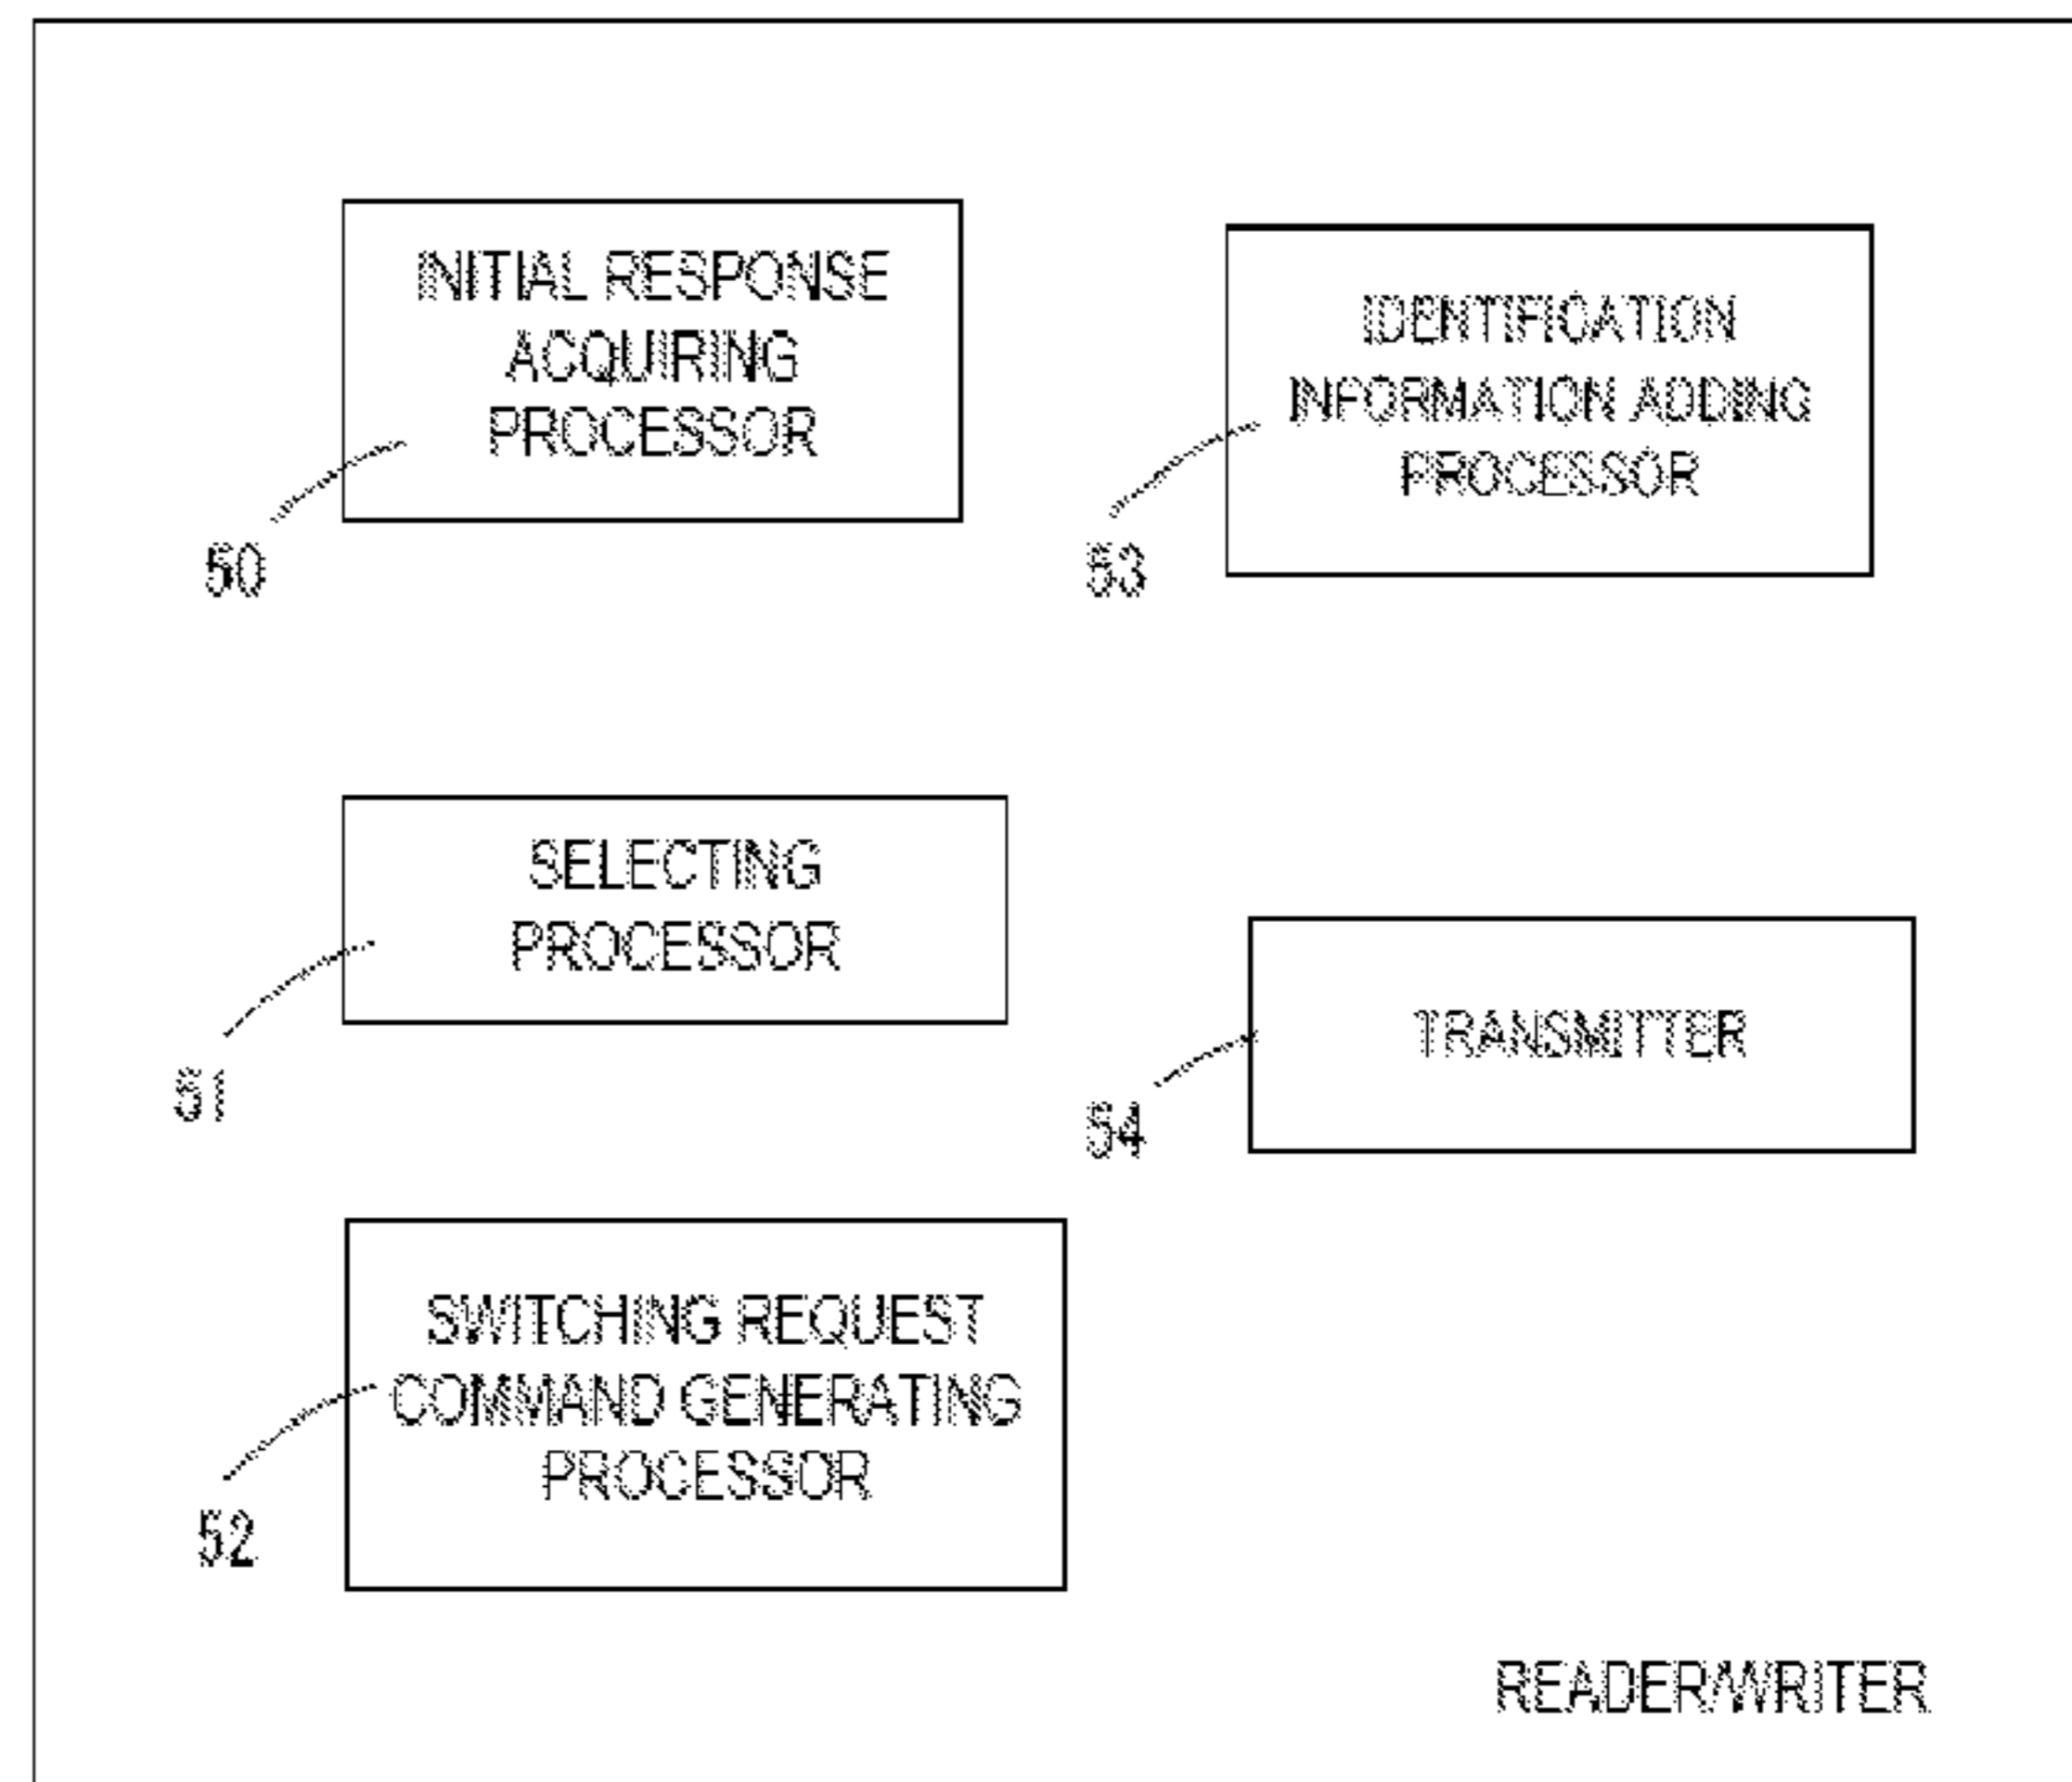 INITIAL RESPONSE
ACQUIRING
PROCESSOR
50
IDENTIFICATION
INFORMATION ADDING
PROCESSOR
53
SELECTING
PROCESSOR
51
TRANSMITTER
54
SWITCHING REQUEST
COMMAND GENERATING
PROCESSOR
52
READER/WRITER